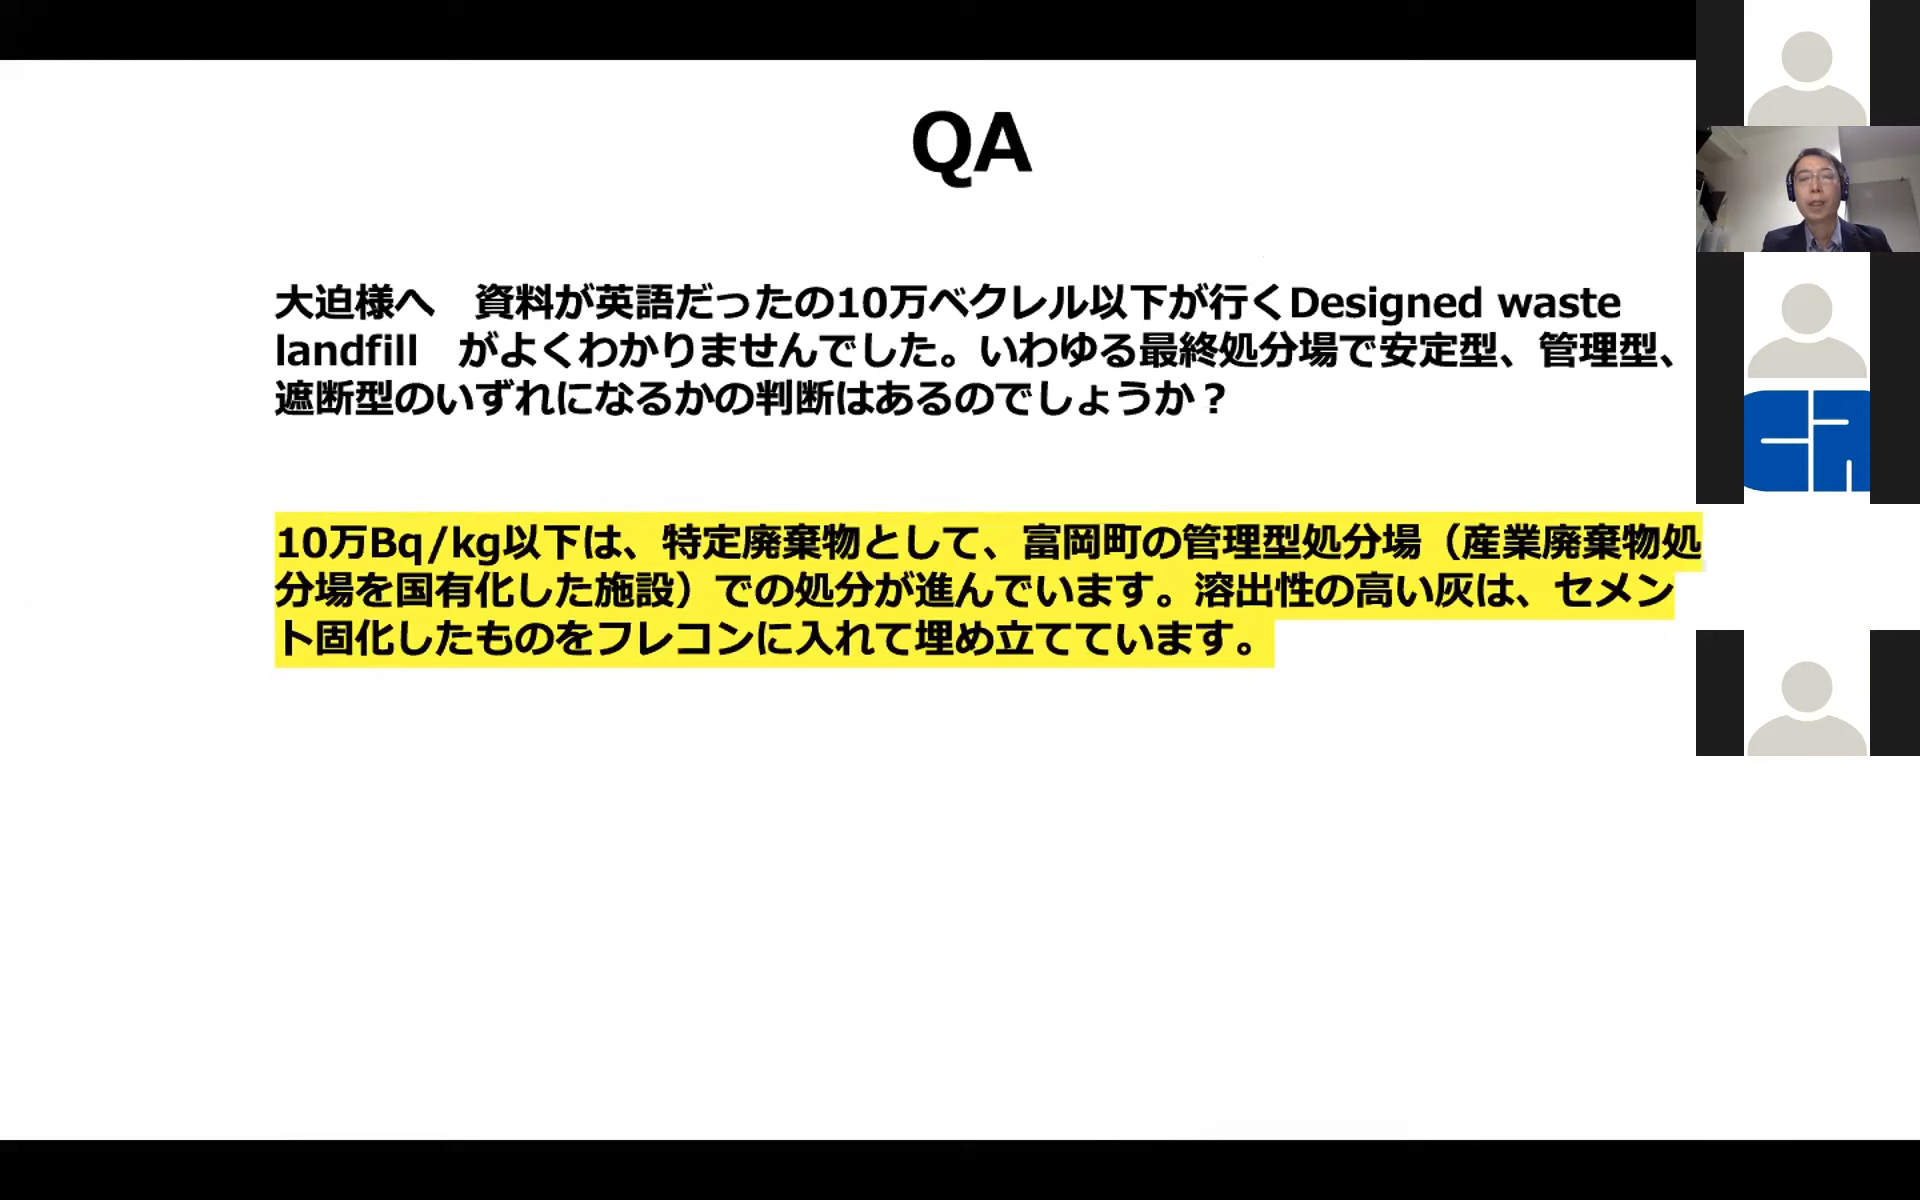 QA
大迫様へ　資料が英語だったの10万ベクレル以下が行くDesigned waste
landfill　がよくわかりませんでした。いわゆる最終処分場で安定型、管理型、
遮断型のいずれになるかの判断はあるのでしょうか？
10万Bq/kg以下は、特定廃棄物として、富岡町の管理型処分場（産業廃棄物処
分場を国有化した施設）での処分が進んでいます。溶出性の高い灰は、セメン
ト固化したものをフレコンに入れて埋め立てています。